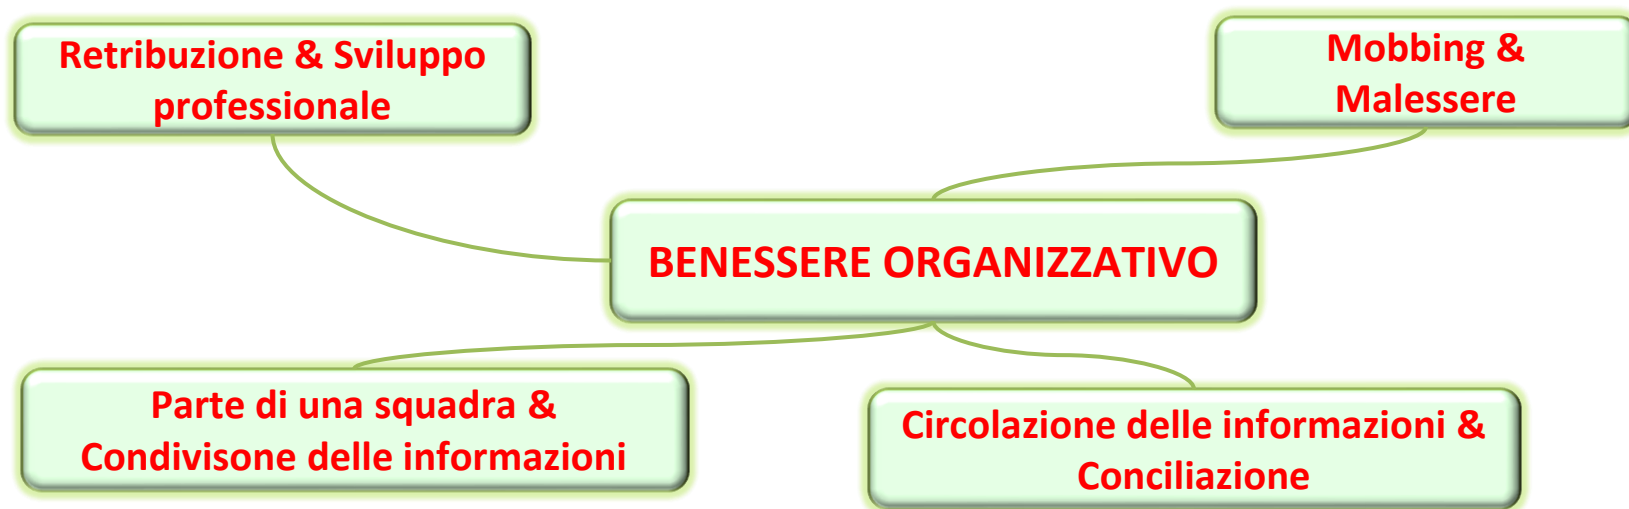 Retribuzione & Sviluppo
professionale
Mobbing &
Malessere
BENESSERE ORGANIZZATIVO
Parte di una squadra &
Condivisone delle informazioni
Circolazione delle informazioni &
Conciliazione